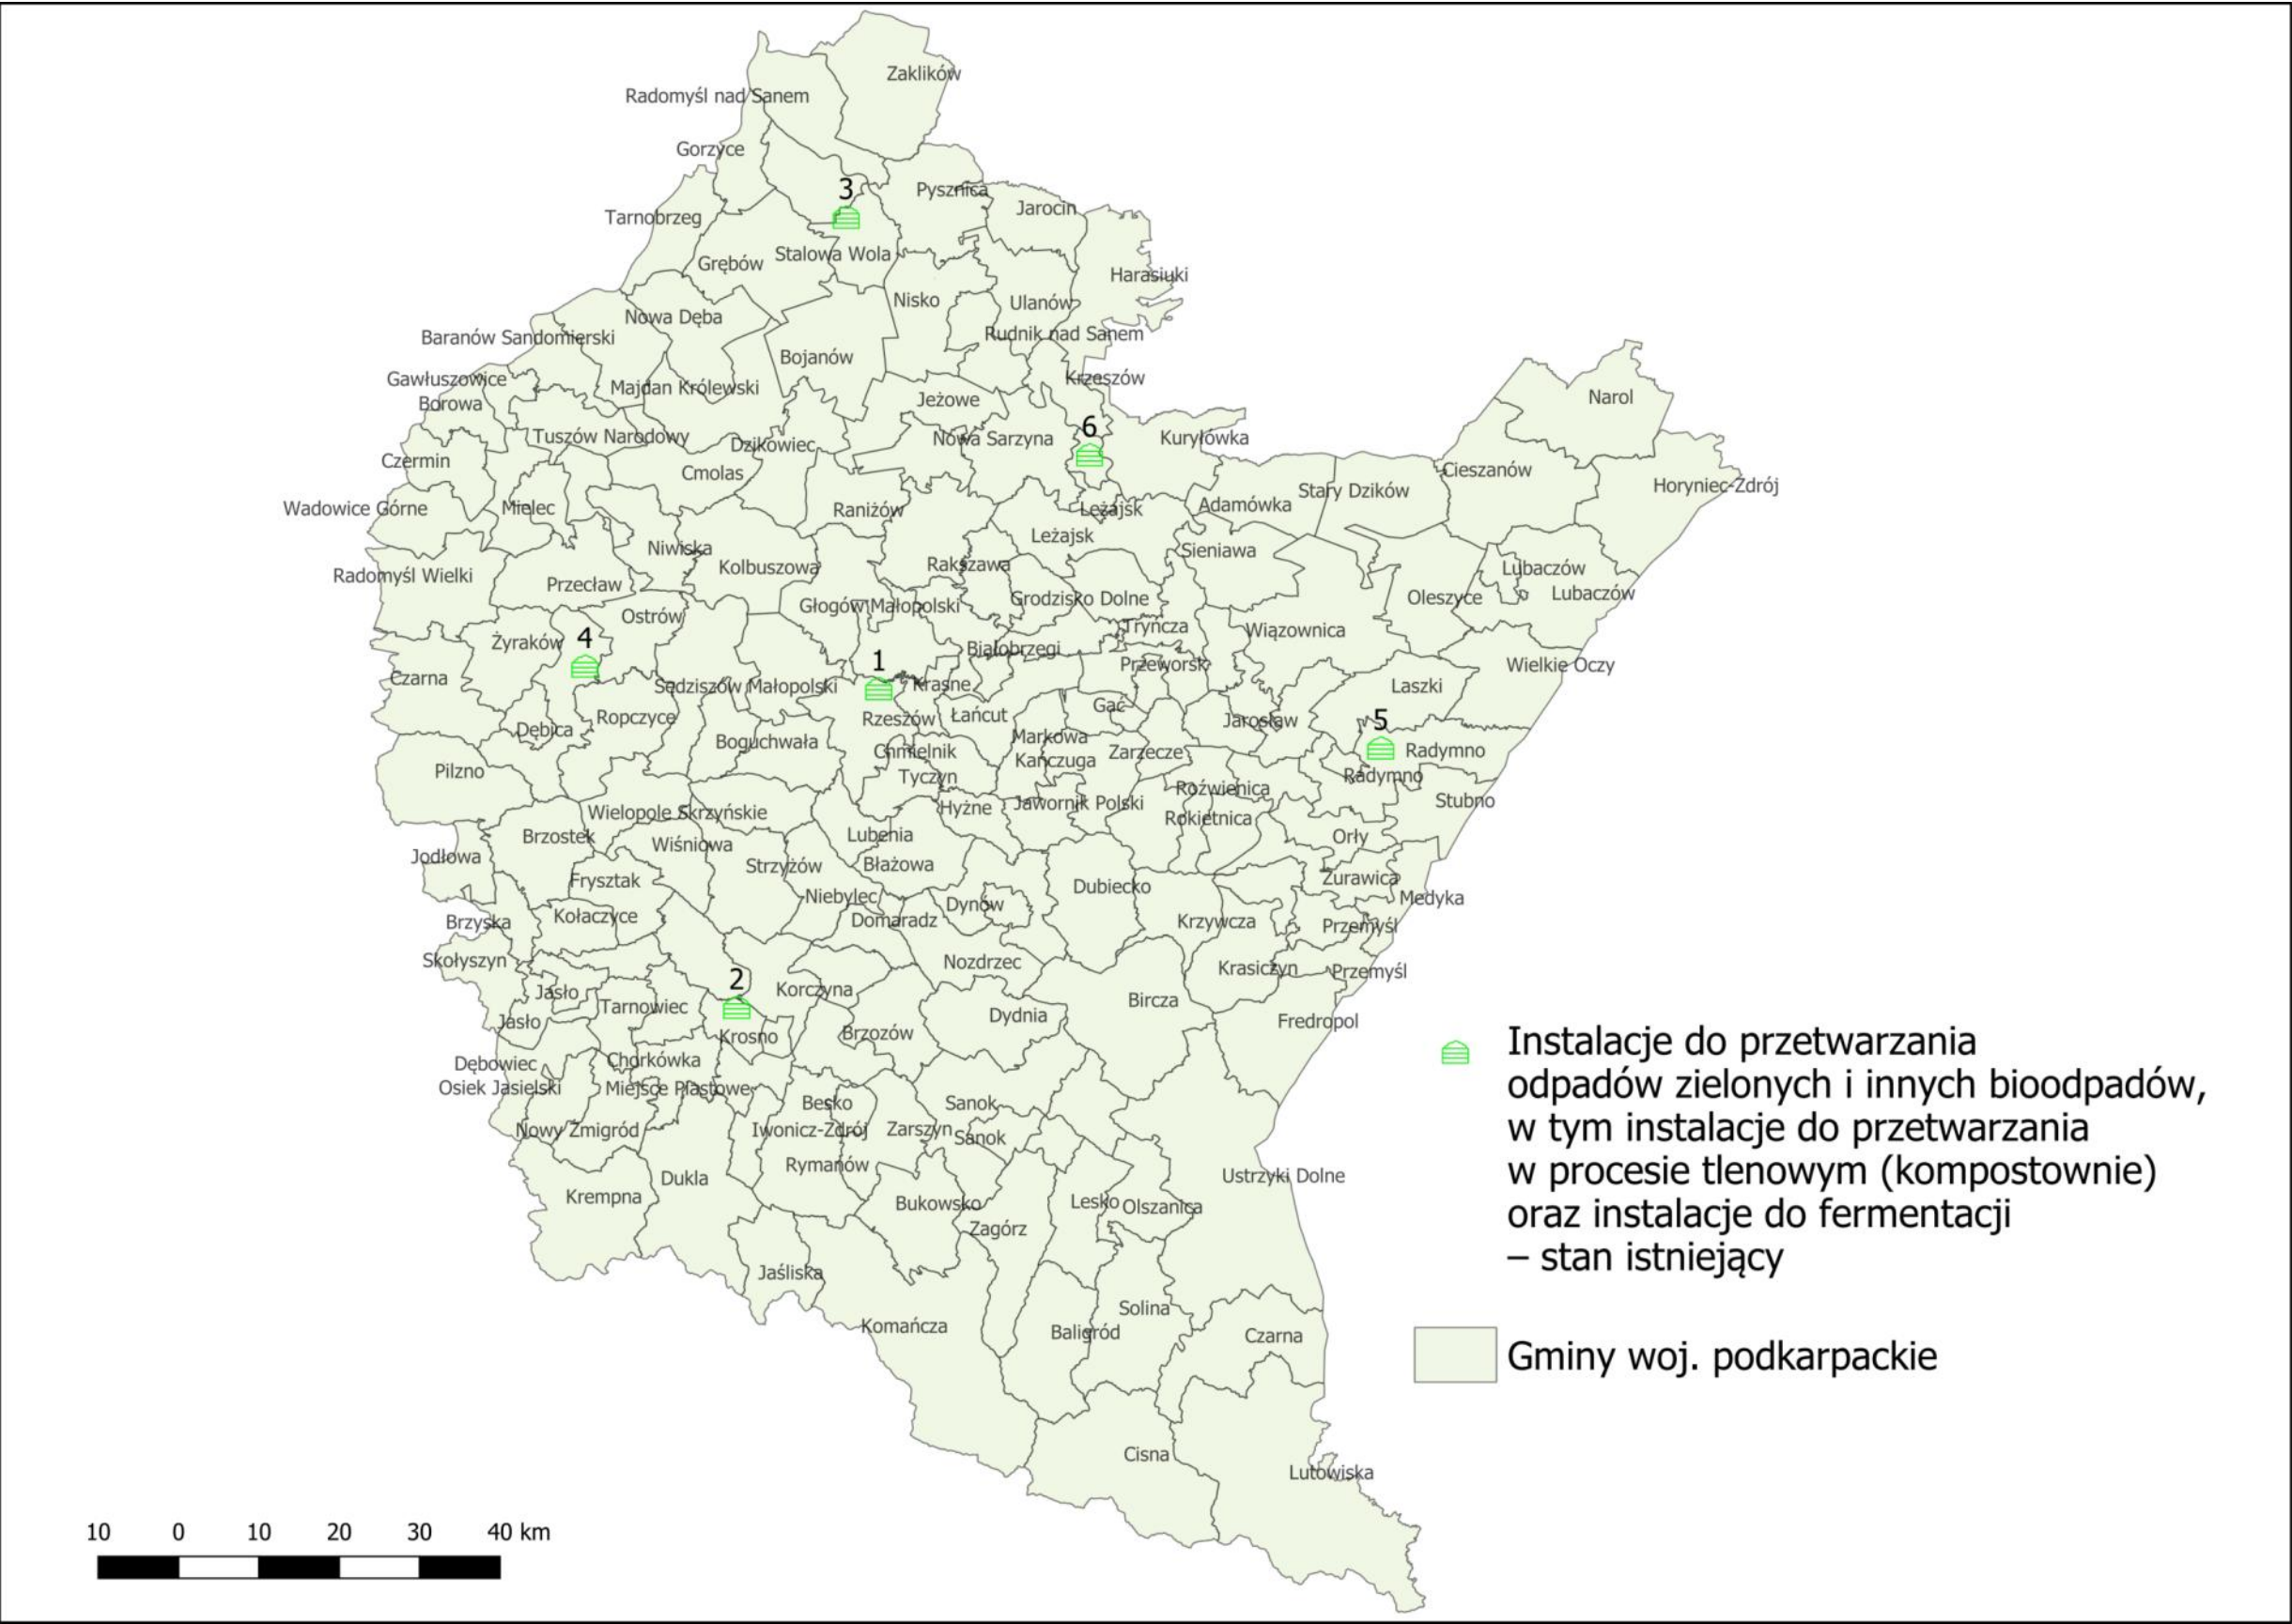 Zaklików
Radomyśl nad Sanem
Gorzyce
3
Pysznica
Jarocin
Tarnobrzeg
Stalowa Wola
Grębów
Harasiuki
Nisko
Ulanów
Nowa Dęba
Rudnik nad Sanem
Baranów Sandomierski
Bojanów
Krzeszów
Gawłuszowice
Majdan Królewski
Narol
Borowa
Jeżowe
6
Tuszów Narodowy
Dzikowiec
Nowa Sarzyna
Kuryłówka
Czermin
Cmolas
Cieszanów
Horyniec-Zdrój
Stary Dzików
Wadowice Górne
Mielec
Raniżów
Leżajsk
Adamówka
Leżajsk
Niwiska
Sieniawa
Kolbuszowa
Rakszawa
Lubaczów
Radomyśl Wielki
Przecław
Lubaczów
Głogów Małopolski
Grodzisko Dolne
Oleszyce
Ostrów
Tryńcza
Wiązownica
Żyraków
4
Białobrzegi
1
Przeworsk
Wielkie Oczy
Czarna
Sędziszów Małopolski
Krasne
Laszki
Ropczyce
Rzeszów
Łańcut
Gać
Jarosław
5
Dębica
Boguchwała
Markowa
Chmielnik
Kańczuga
Zarzecze
Radymno
Pilzno
Tyczyn
Radymno
Roźwienica
Stubno
Wielopole Skrzyńskie
Hyżne
Jawornik Polski
Rokietnica
Brzostek
Wiśniowa
Lubenia
Orły
Jodłowa
Strzyżów
Błażowa
Frysztak
Dubiecko
Żurawica
Niebylec
Medyka
Brzyska
Kołaczyce
Domaradz
Dynów
Krzywcza
Przemyśl
Skołyszyn
Nozdrzec
Krasiczyn
Przemyśl
2
Jasło
Korczyna
Tarnowiec
Bircza
Jasło
Krosno
Brzozów
Dydnia
Fredropol
Dębowiec
Chorkówka
Osiek Jasielski
Miejsce Piastowe
Besko
Sanok
Nowy Żmigród
Iwonicz-Zdrój
Zarszyn
Sanok
Rymanów
Dukla
Ustrzyki Dolne
Krempna
Bukowsko
Lesko
Olszanica
Zagórz
Jaśliska
Solina
Komańcza
Baligród
Czarna
Cisna
Lutowiska
Instalacje do przetwarzania
odpadów zielonych i innych bioodpadów,
w tym instalacje do przetwarzania
w procesie tlenowym (kompostownie)
oraz instalacje do fermentacji
– stan istniejący
Gminy woj. podkarpackie
10 0 10 20 30 40 km